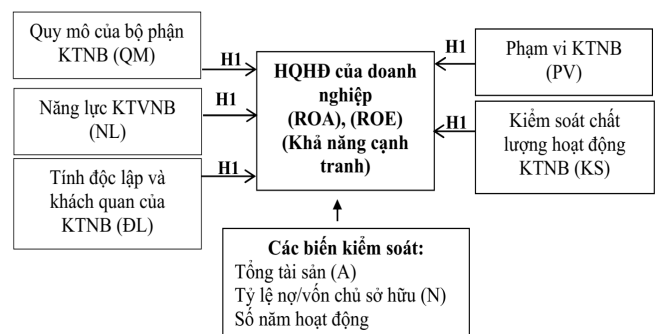 Quy mô của bộ phận
KTNB (QM)
H1
Năng lực KTVNB
(NL)
H1
Tính độc lập và
khách quan của
KTNB (ĐL)
H1
HQHĐ của doanh
nghiệp
(ROA), (ROE)
(Khả năng cạnh
tranh)
H1
Phạm vi KTNB
(PV)
H1
Kiểm soát chất
lượng hoạt động
KTNB (KS)
Các biến kiểm soát:
Tổng tài sản (A)
Tỷ lệ nợ/vốn chủ sở hữu (N)
Số năm hoạt động